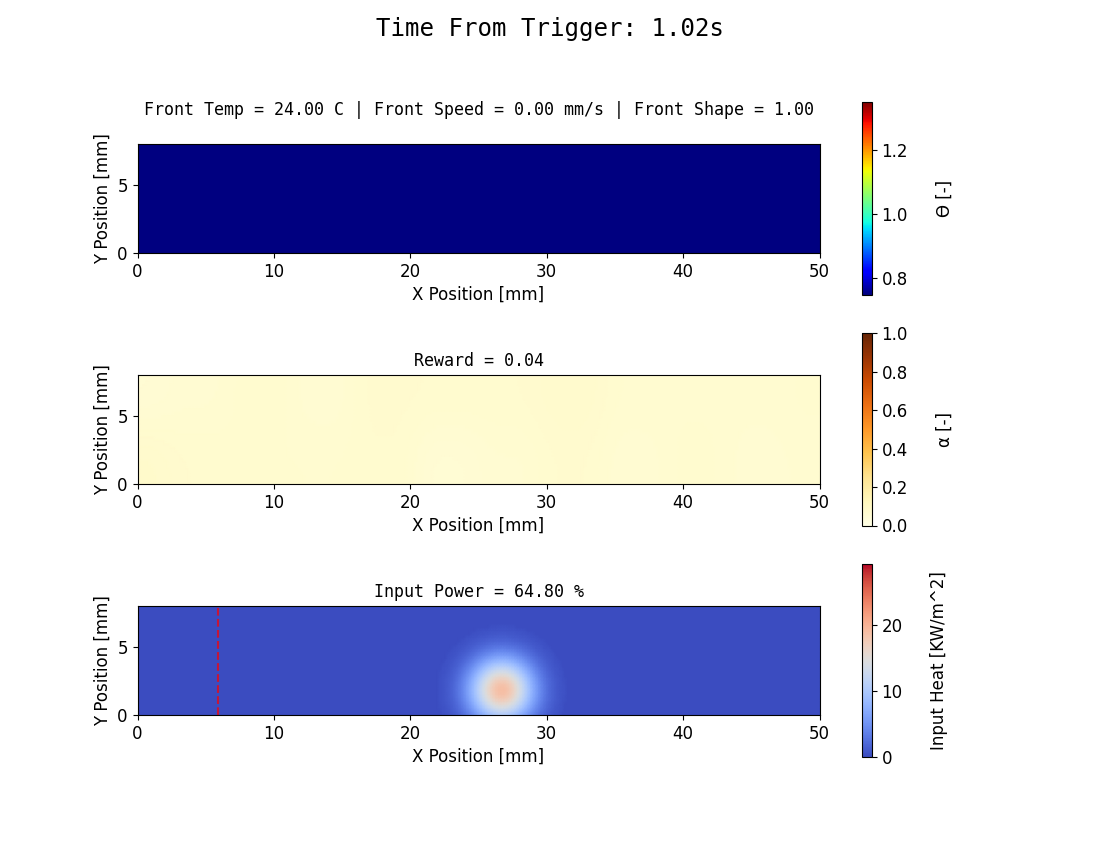 Time From Trigger: 1.02s
Front Temp = 24.00 C | Front Speed = 0.00 mm/s | Front Shape = 1.00
Y Position [mm]
5
0
0 10 20 30 40 50
X Position [mm]
1.2
1.0
0.8
Θ [-]
Reward = 0.04
Y Position [mm]
5
0
0 10 20 30 40 50
X Position [mm]
1.0
0.8
0.6
0.4
0.2
0.0
α [-]
Input Power = 64.80 %
Y Position [mm]
5
0
0 10 20 30 40 50
X Position [mm]
20
10
0
Input Heat [KW/m^2]